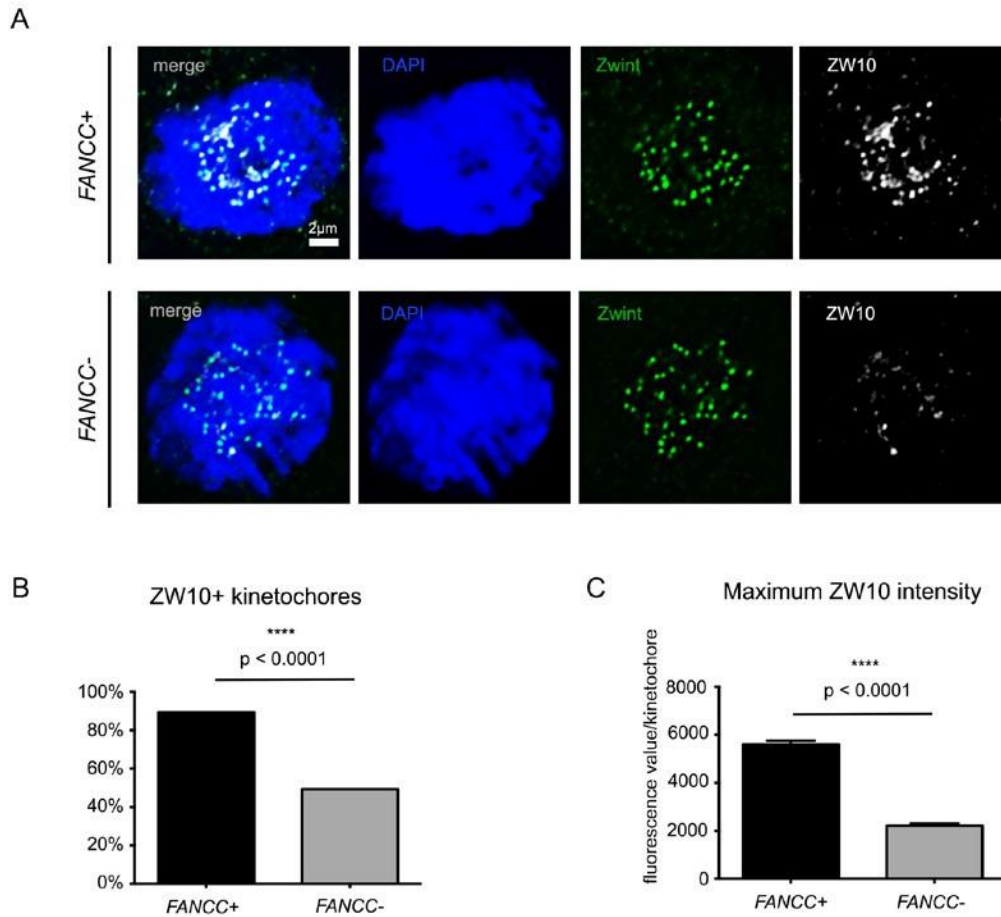 A
merge
DAPI
Zwint
ZW10
FANCC+
2µm
merge
DAPI
Zwint
ZW10
FANCC-
B
ZW10+ kinetochores
****
p < 0.0001
100%
80%
60%
40%
20%
0%
FANCC+
FANCC-
C
Maximum ZW10 intensity
fluorescence value/kinetochore
****
p < 0.0001
8000
6000
4000
2000
0
FANCC+
FANCC-